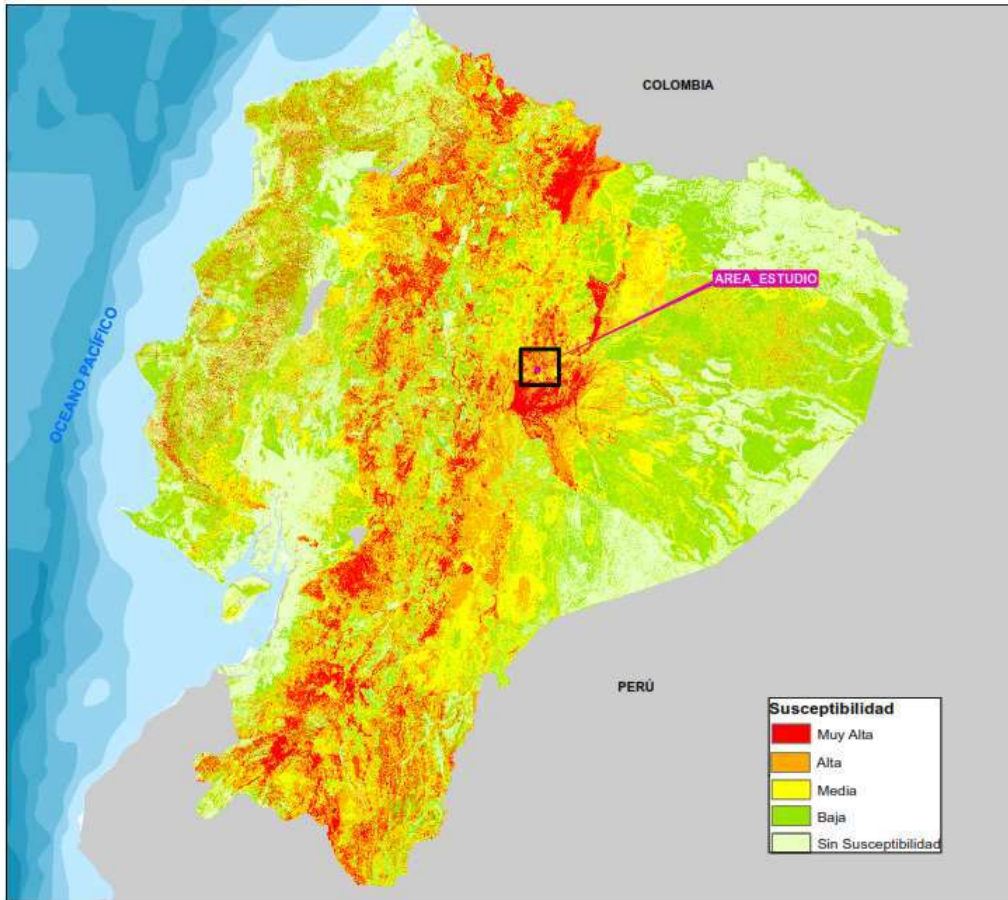 COLOMBIA
AREA_ESTUDIO
OCEANO PACÍFICO
PERÚ
Susceptibilidad
Muy Alta
Alta
Media
Baja
Sin Susceptibilidad